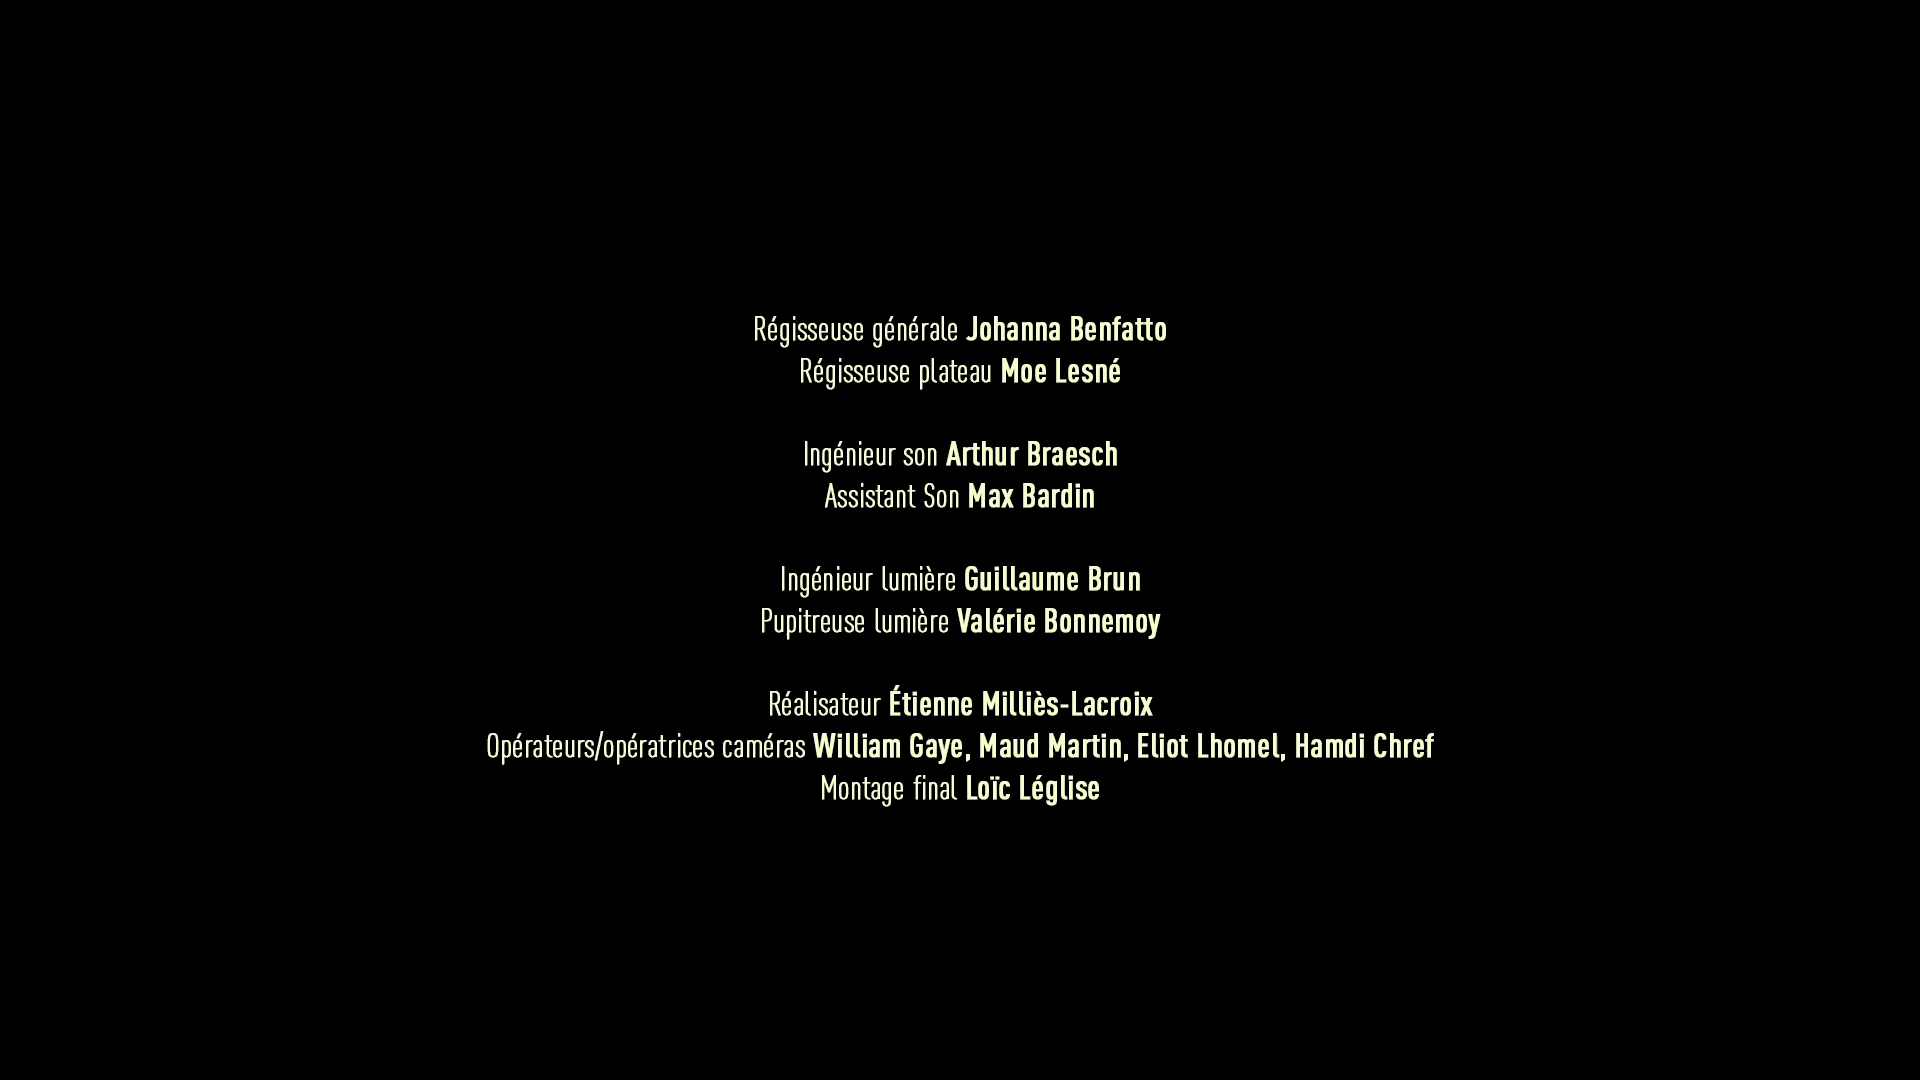 Régisseuse générale Johanna Benfatto
Régisseuse plateau Moe Lesné
Ingénieur son Arthur Braesch
Assistant Son Max Bardin
Ingénieur lumière Guillaume Brun
Pupitreuse lumière Valérie Bonnemoy
Réalisateur Étienne Milliès-Lacroix
Opérateurs/opératrices caméras William Gaye, Maud Martin, Eliot Lhomel, Hamdi Chref
Montage final Loïc Léglise